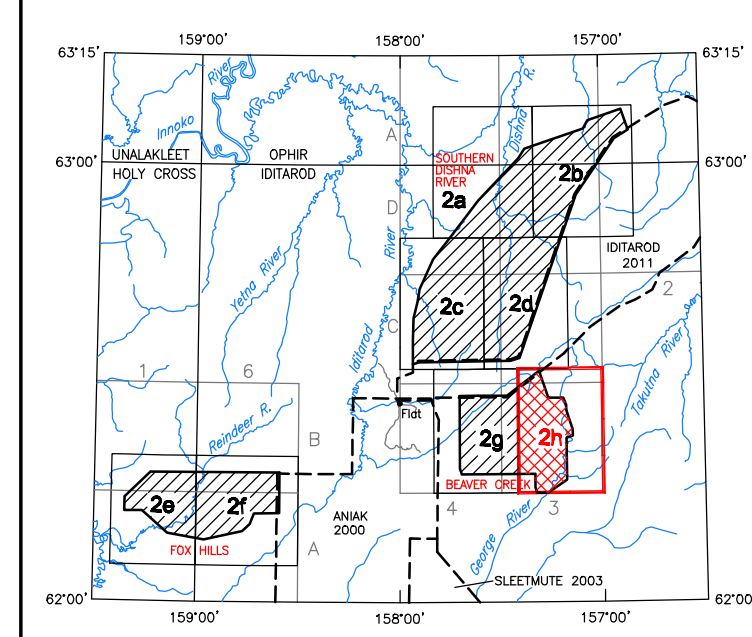 159°00'
158°00'
157°00'
63°15'
63°15'
River
R.
Dishna
Innoko
A
UNALAKLEET
OPHIR
SOUTHERN
DISHNA
RIVER
63°00'
63°00'
HOLY CROSS
IDITAROD
2b
2a
D
River
IDITAROD
2011
Yetna River
2
2c
2d
C
Iditarod
Takutna River
1
6
Reindeer R.
Flat
B
2g
2h
BEAVER CREEK
2e
2f
4
3
George River
ANIAK
2000
FOX HILLS
A
SLEETMUTE 2003
62°00'
62°00'
159°00'
158°00'
157°00'